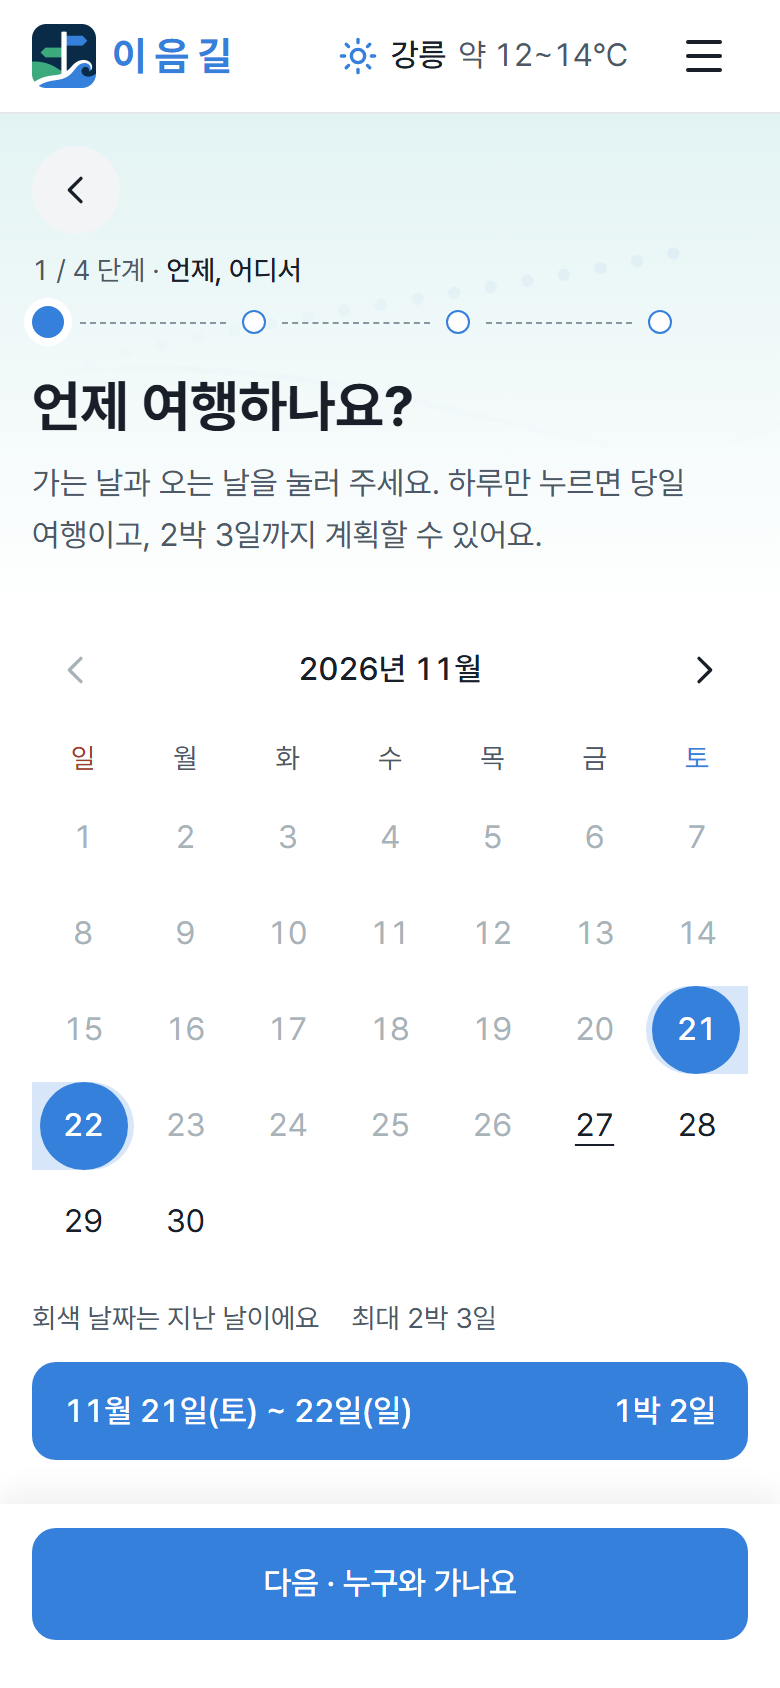 이음길
강릉 약 12~14°C
1 / 4 단계 · 언제, 어디서
언제 여행하나요?
가는 날과 오는 날을 눌러 주세요. 하루만 누르면 당일
여행이고, 2박 3일까지 계획할 수 있어요.
2026년 11월
일 월 화 수 목 금 토
1 2 3 4 5 6 7
8 9 10 11 12 13 14
15 16 17 18 19 20 21
22 23 24 25 26 27 28
29 30
회색 날짜는 지난 날이에요 최대 2박 3일
11월 21일(토) ~ 22일(일) 1박 2일
다음 · 누구와 가나요